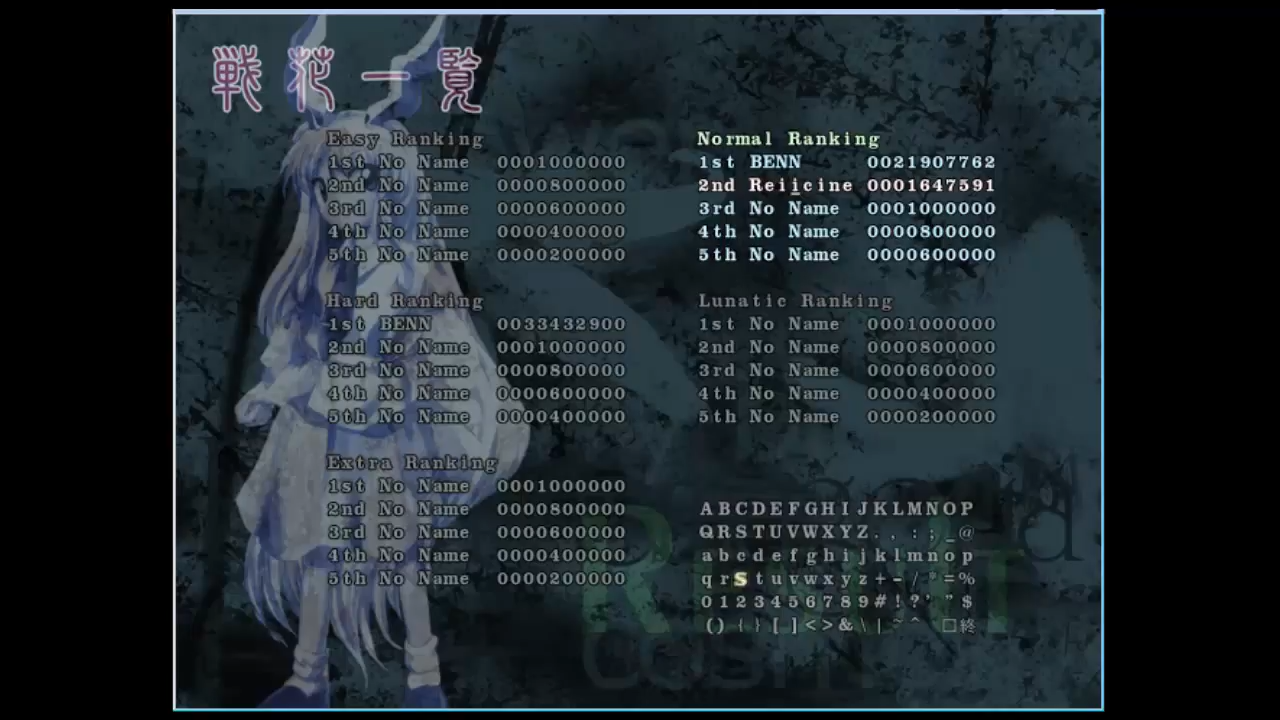 戦花一覧
Easy Ranking
1st No Name 0001000000
2nd No Name 0000800000
3rd No Name 0000600000
4th No Name 0000400000
5th No Name 0000200000
Normal Ranking
1st BENN 0021907762
2nd Reiicine 0001647591
3rd No Name 0001000000
4th No Name 0000800000
5th No Name 0000600000
Hard Ranking
1st BENN 0033432900
2nd No Name 0001000000
3rd No Name 0000800000
4th No Name 0000600000
5th No Name 0000400000
Lunatic Ranking
1st No Name 0001000000
2nd No Name 0000800000
3rd No Name 0000600000
4th No Name 0000400000
5th No Name 0000200000
Extra Ranking
1st No Name 0001000000
2nd No Name 0000800000
3rd No Name 0000600000
4th No Name 0000400000
5th No Name 0000200000
ABCDEFGHIJKLMNOP
QRSTUVWXYZ.,:;_@
abcdefghijklmnop
qrstuvwxyz+-/*=%
0123456789#!?'"$
(){}[]<>&\|~^ □終